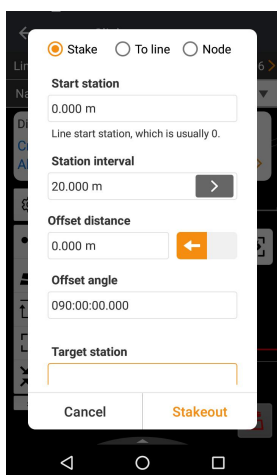 Stake To line Node
Start station
0.000 m
Line start station, which is usually 0.
Station interval
20.000 m
Offset distance
0.000 m
Offset angle
090:00:00.000
Target station
Cancel Stakeout